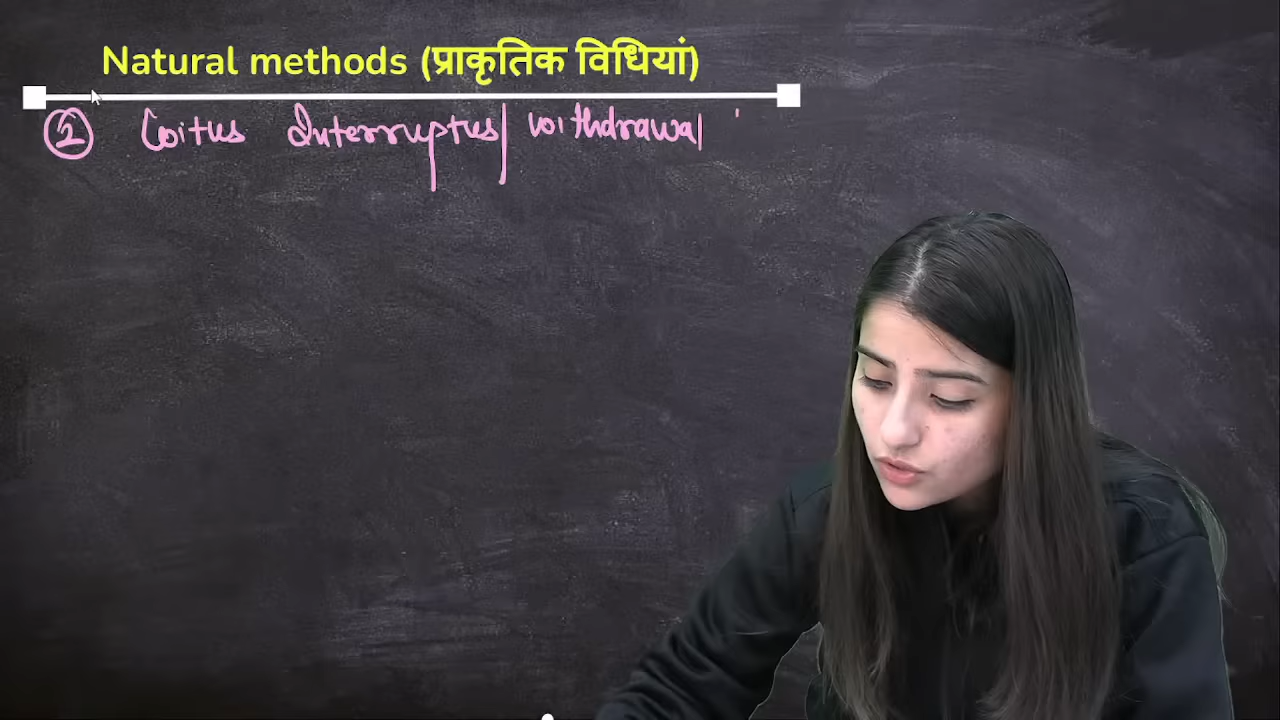 Natural methods (प्राकृतिक विधियां)
② Coitus Interruptus/ withdrawal